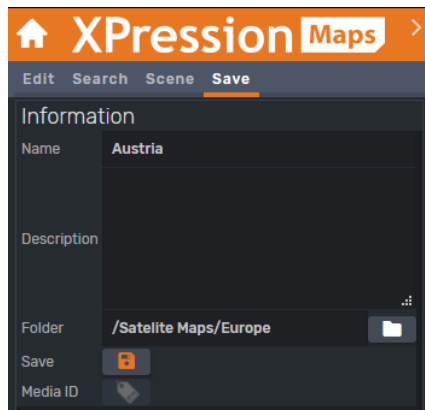 XPression Maps
Edit Search Scene Save
Information
Name Austria
Description
Folder /Satelite Maps/Europe
Save
Media ID